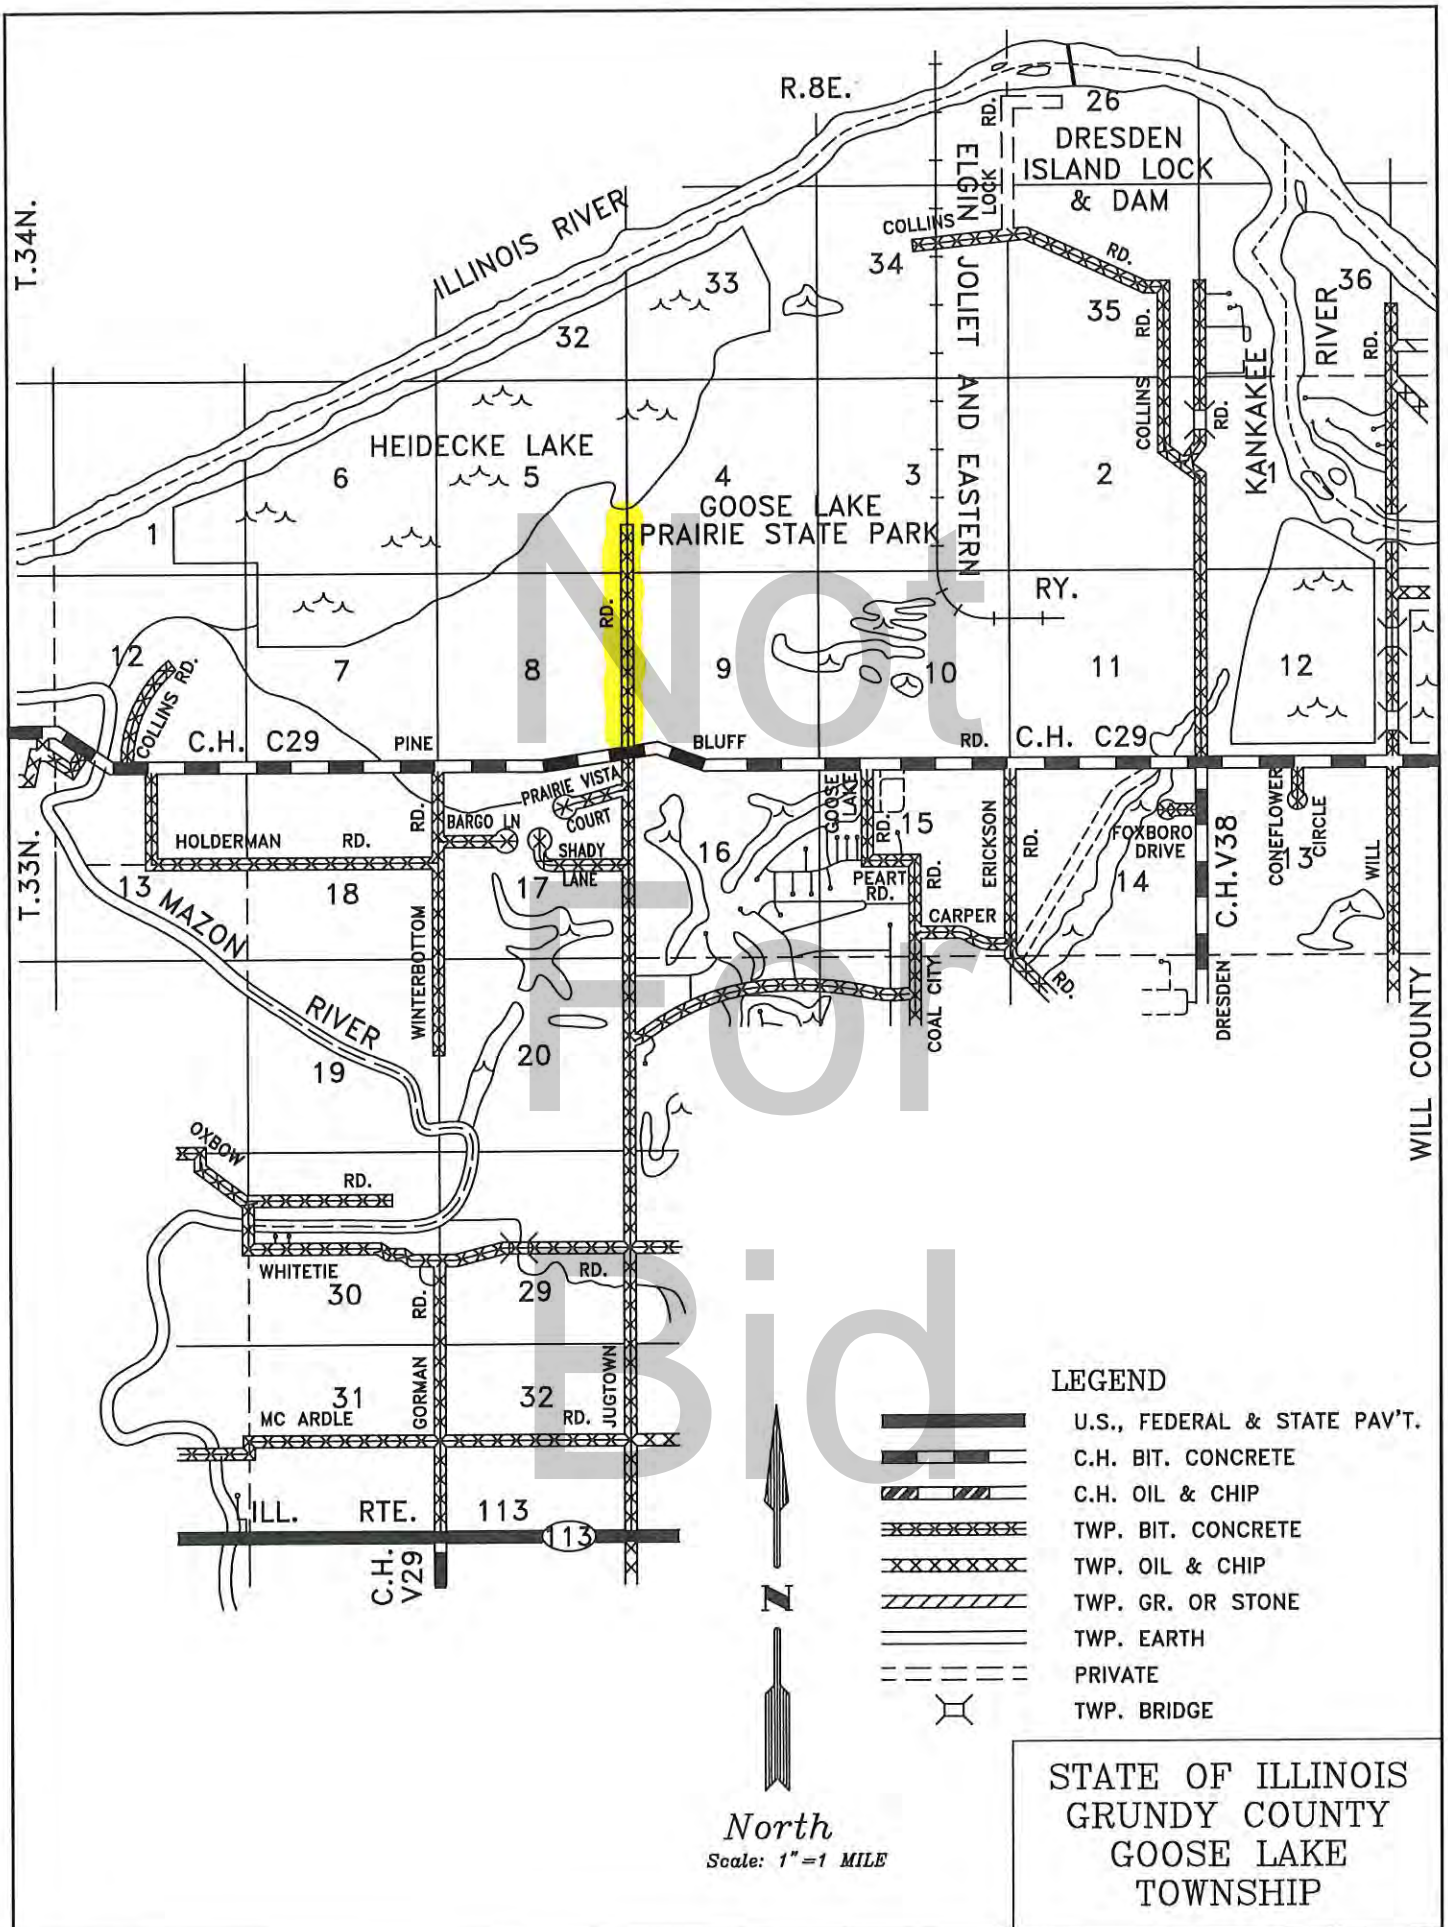 R.8E.
26
DRESDEN
ISLAND LOCK
& DAM
LOCK RD.
ELGIN JOLIET AND EASTERN
RY.
T.34N.
ILLINOIS RIVER
COLLINS
RD.
34
33
32
35
36
RD.
COLLINS
RD.
KANKAKEE
RIVER
RD.
HEIDECKE LAKE
6
5
4
3
2
1
1
GOOSE LAKE
PRAIRIE STATE PARK
RD.
12
7
8
9
10
11
12
COLLINS RD.
C.H. C29
PINE
BLUFF
RD.
C.H. C29
PRAIRIE VISTA
COURT
BARGO LN
SHADY
LANE
HOLDERMAN
RD.
RD.
GOOSE
LAKE
RD.
15
ERICKSON
RD.
FOXBORO
DRIVE
C.H.V38
CONEFLOWER
CIRCLE
13
WILL
T.33N.
13
MAZON
18
17
16
PEART
RD.
RD.
14
CARPER
RD.
WINTERBOTTOM
COAL CITY
DRESDEN
RIVER
19
20
WILL COUNTY
OXBOW
RD.
WHITETIE
RD.
30
29
RD.
GORMAN
JUGTOWN
31
32
MC ARDLE
RD.
ILL. RTE. 113
113
C.H.
V29
Not
For
Bid
LEGEND
U.S., FEDERAL & STATE PAV'T.
C.H. BIT. CONCRETE
C.H. OIL & CHIP
TWP. BIT. CONCRETE
TWP. OIL & CHIP
TWP. GR. OR STONE
TWP. EARTH
PRIVATE
TWP. BRIDGE
N
North
Scale: 1"=1 MILE
STATE OF ILLINOIS
GRUNDY COUNTY
GOOSE LAKE
TOWNSHIP